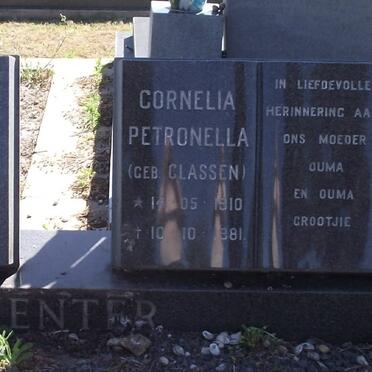 CORNELIA
PETRONELLA
(GEB. CLASSEN)
05 1910
† 10 10 1981.
IN LIEFDEVOLLE
HERINNERING AA
ONS MOEDER
OUMA
EN OUMA
GROOTJIE
ENTER